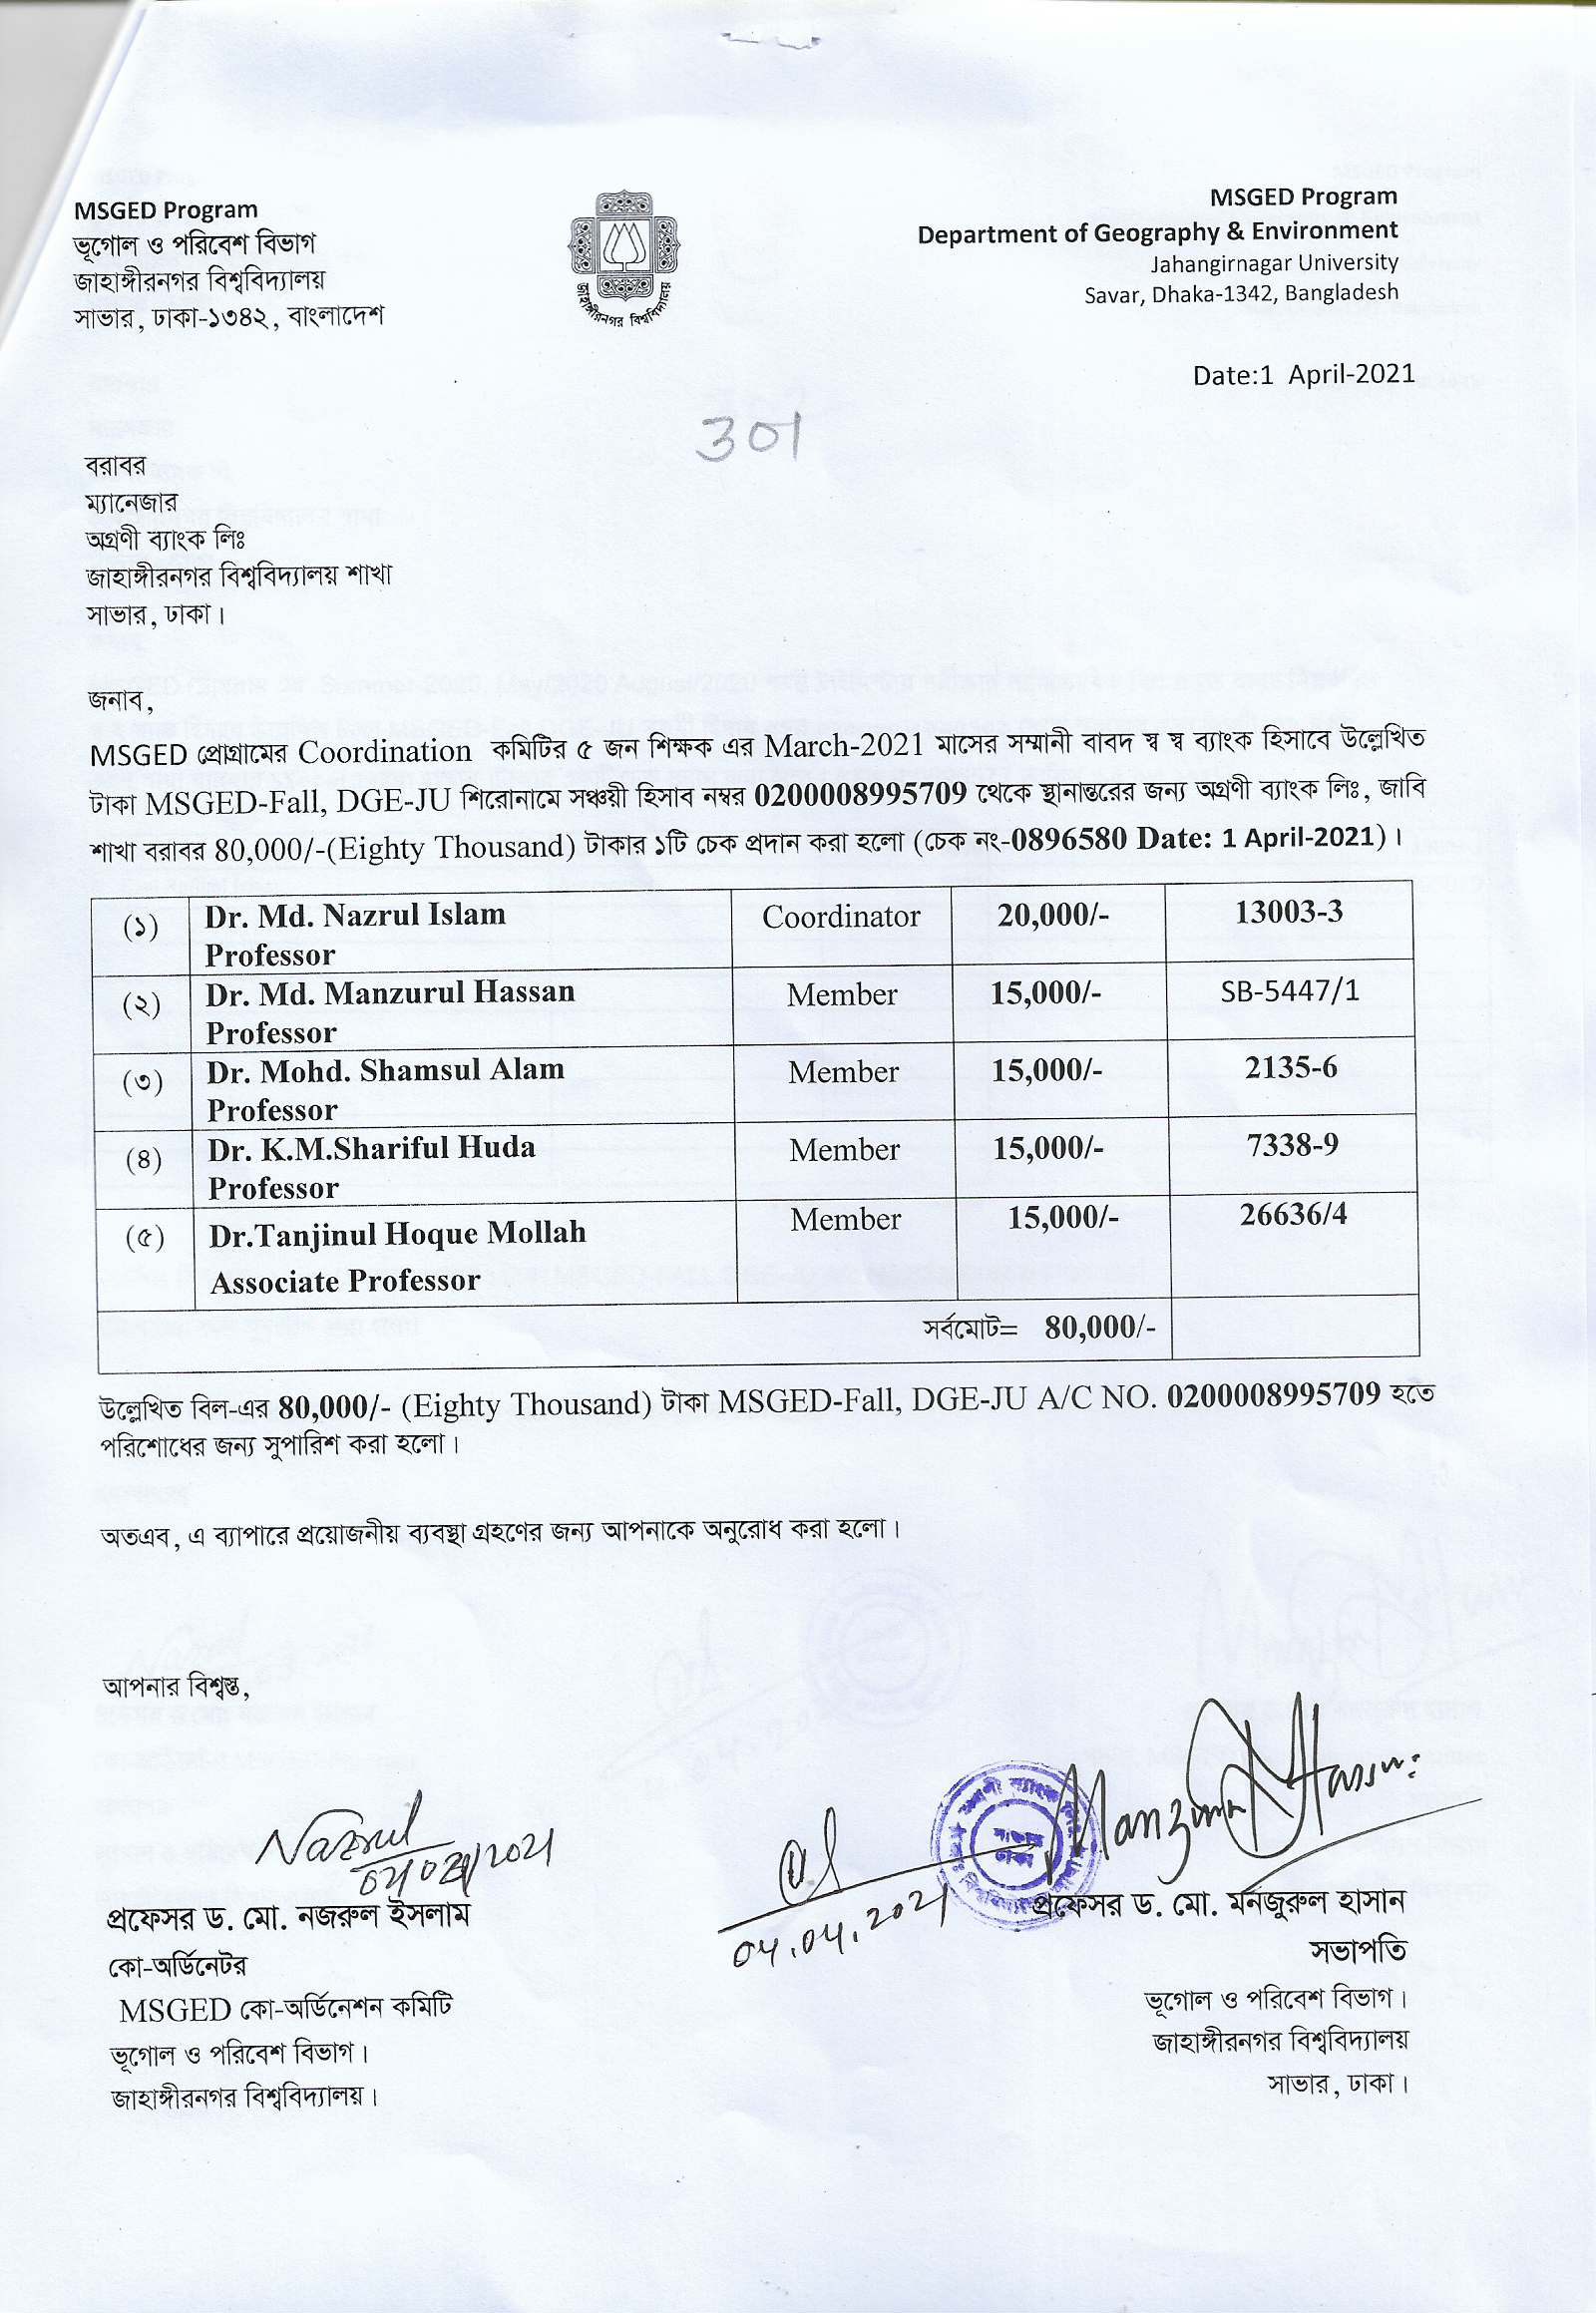 MSGED Program
ভূগোল ও পরিবেশ বিভাগ
জাহাঙ্গীরনগর বিশ্ববিদ্যালয়
সাভার, ঢাকা-১৩৪২, বাংলাদেশ
জাহাঙ্গীরনগর বিশ্ববিদ্যালয়
MSGED Program
Department of Geography & Environment
Jahangirnagar University
Savar, Dhaka-1342, Bangladesh
Date:1 April-2021
301
বরাবর
ম্যানেজার
অগ্রণী ব্যাংক লিঃ
জাহাঙ্গীরনগর বিশ্ববিদ্যালয় শাখা
সাভার, ঢাকা।
জনাব,
MSGED প্রোগ্রামের Coordination কমিটির ৫ জন শিক্ষক এর March-2021 মাসের সম্মানী বাবদ স্ব স্ব ব্যাংক হিসাবে উল্লেখিত
টাকা MSGED-Fall, DGE-JU শিরোনামে সঞ্চয়ী হিসাব নম্বর 0200008995709 থেকে স্থানান্তরের জন্য অগ্রণী ব্যাংক লিঃ, জাবি
শাখা বরাবর 80,000/-(Eighty Thousand) টাকার ১টি চেক প্রদান করা হলো (চেক নং-0896580 Date: 1 April-2021)।
(১) Dr. Md. Nazrul Islam Coordinator 20,000/- 13003-3
Professor
(২) Dr. Md. Manzurul Hassan Member 15,000/- SB-5447/1
Professor
(৩) Dr. Mohd. Shamsul Alam Member 15,000/- 2135-6
Professor
(৪) Dr. K.M.Shariful Huda Member 15,000/- 7338-9
Professor
(৫) Dr.Tanjinul Hoque Mollah Member 15,000/- 26636/4
Associate Professor
সর্বমোট= 80,000/-
উল্লেখিত বিল-এর 80,000/- (Eighty Thousand) টাকা MSGED-Fall, DGE-JU A/C NO. 0200008995709 হতে
পরিশোধের জন্য সুপারিশ করা হলো।
অতএব, এ ব্যাপারে প্রয়োজনীয় ব্যবস্থা গ্রহণের জন্য আপনাকে অনুরোধ করা হলো।
আপনার বিশ্বস্ত,
Nazrul
প্রফেসর ড. মো. নজরুল ইসলাম
কো-অর্ডিনেটর
MSGED কো-অর্ডিনেশন কমিটি
ভূগোল ও পরিবেশ বিভাগ।
জাহাঙ্গীরনগর বিশ্ববিদ্যালয়।
04.04.2021
সাভার
ঢাকা
প্রফেসর ড. মো. মনজুরুল হাসান
সভাপতি
ভূগোল ও পরিবেশ বিভাগ।
জাহাঙ্গীরনগর বিশ্ববিদ্যালয়
সাভার, ঢাকা।